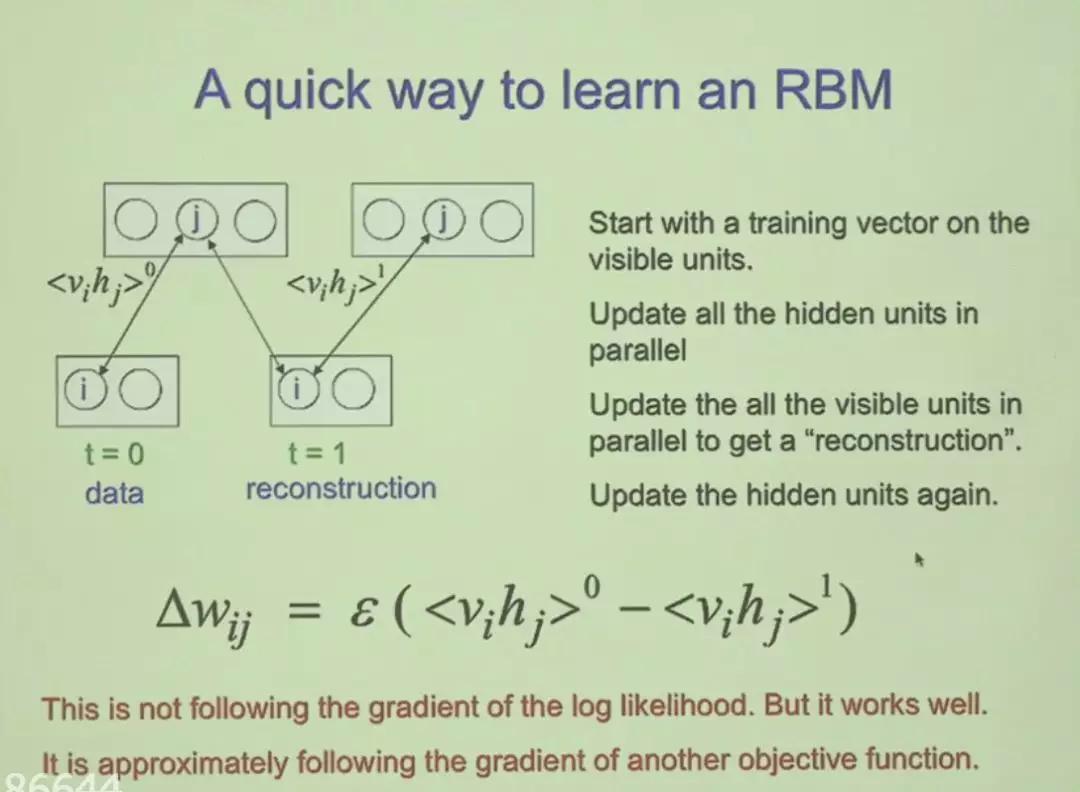 A quick way to learn an RBM
j
j
<v_i h_j>^0
<v_i h_j>^1
i
i
t = 0
t = 1
data
reconstruction
Start with a training vector on the
visible units.
Update all the hidden units in
parallel
Update the all the visible units in
parallel to get a “reconstruction”.
Update the hidden units again.
Δw_ij = ε ( <v_i h_j>^0 − <v_i h_j>^1 )
This is not following the gradient of the log likelihood. But it works well.
It is approximately following the gradient of another objective function.
86644